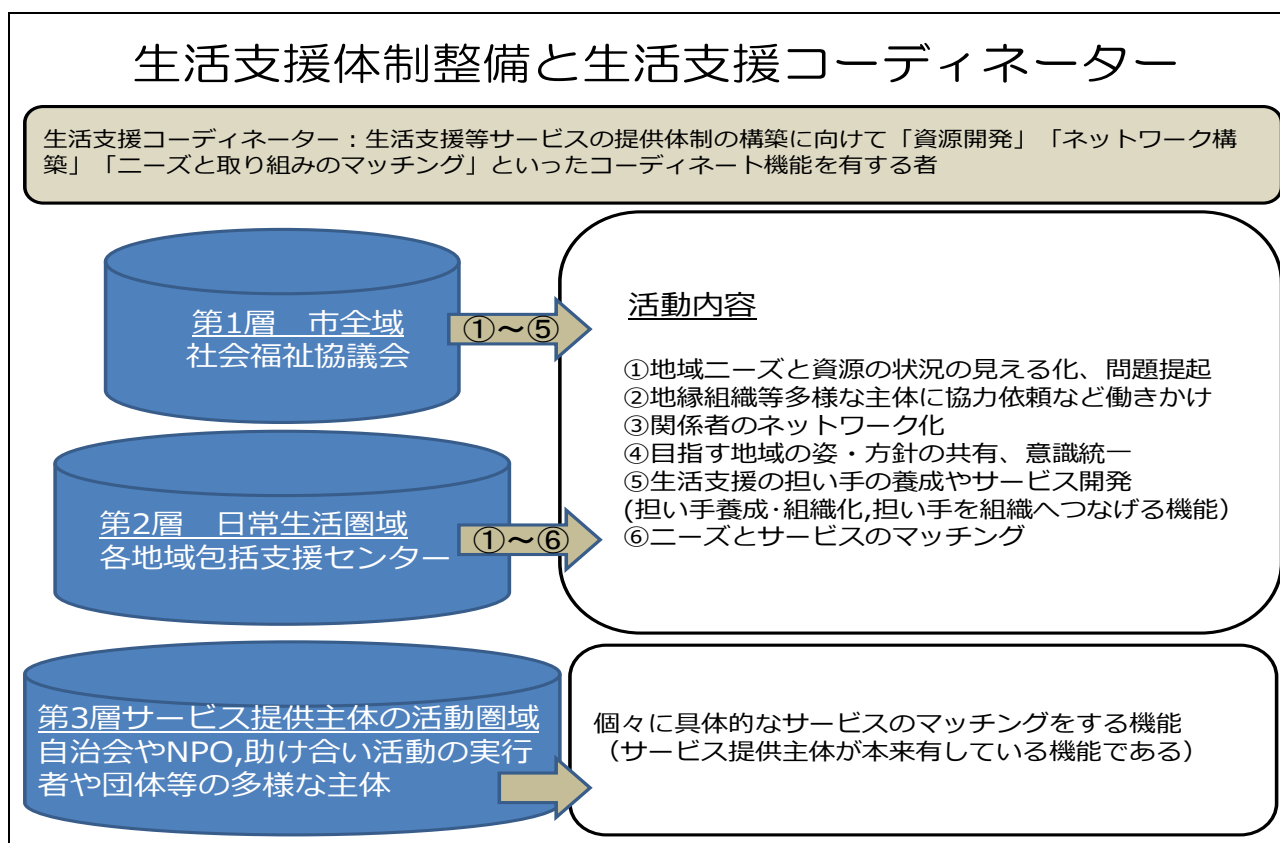 生活支援体制整備と生活支援コーディネーター
生活支援コーディネーター：生活支援等サービスの提供体制の構築に向けて「資源開発」「ネットワーク構
築」「ニーズと取り組みのマッチング」といったコーディネート機能を有する者
第1層　市全域
社会福祉協議会
①～⑤
活動内容
①地域ニーズと資源の状況の見える化、問題提起
②地縁組織等多様な主体に協力依頼など働きかけ
③関係者のネットワーク化
④目指す地域の姿・方針の共有、意識統一
⑤生活支援の担い手の養成やサービス開発
(担い手養成･組織化,担い手を組織へつなげる機能）
⑥ニーズとサービスのマッチング
第2層　日常生活圏域
各地域包括支援センター
①～⑥
第3層サービス提供主体の活動圏域
自治会やNPO,助け合い活動の実行
者や団体等の多様な主体
個々に具体的なサービスのマッチングをする機能
（サービス提供主体が本来有している機能である）